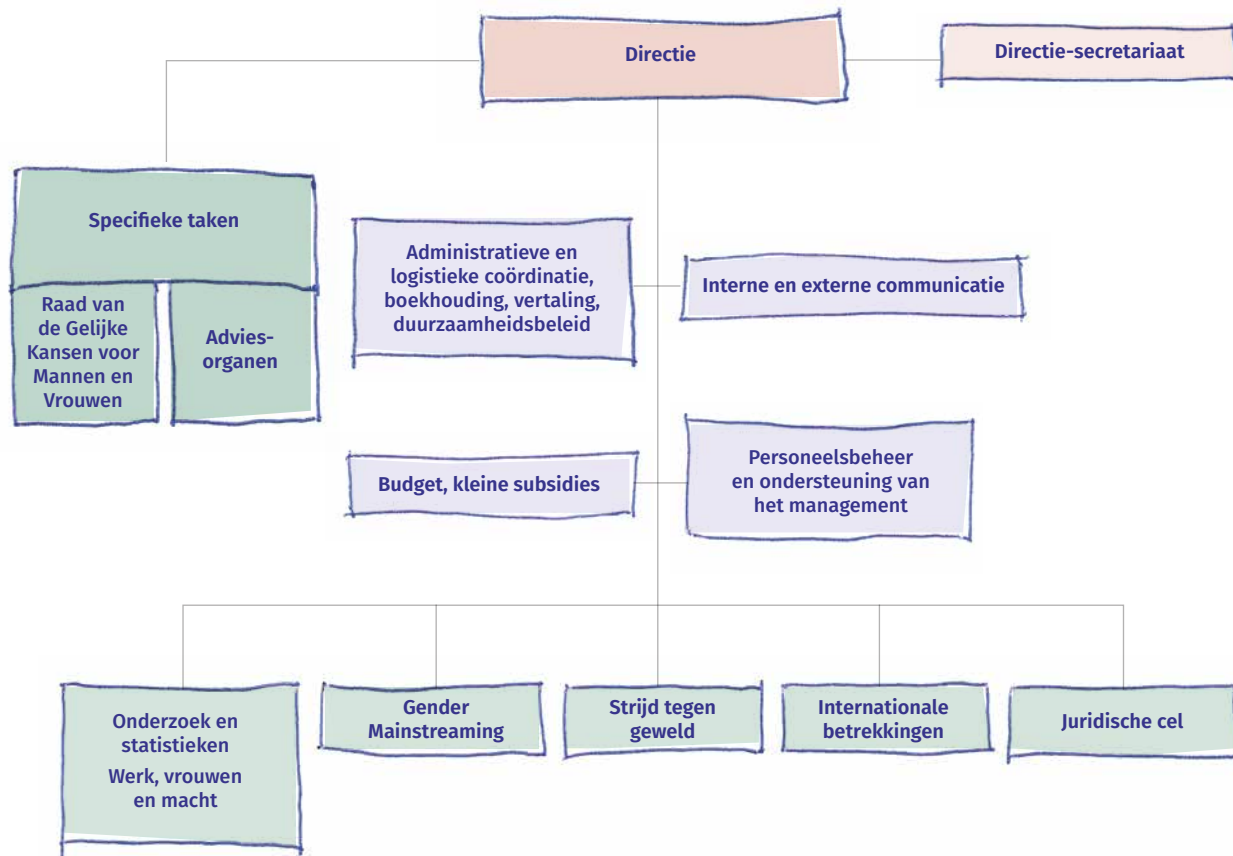 Directie
Directie-secretariaat
Specifieke taken
Raad van
de Gelijke
Kansen voor
Mannen en
Vrouwen
Advies-
organen
Administratieve en
logistieke coördinatie,
boekhouding, vertaling,
duurzaamheidsbeleid
Interne en externe communicatie
Budget, kleine subsidies
Personeelsbeheer
en ondersteuning van
het management
Onderzoek en
statistieken
Werk, vrouwen
en macht
Gender
Mainstreaming
Strijd tegen
geweld
Internationale
betrekkingen
Juridische cel